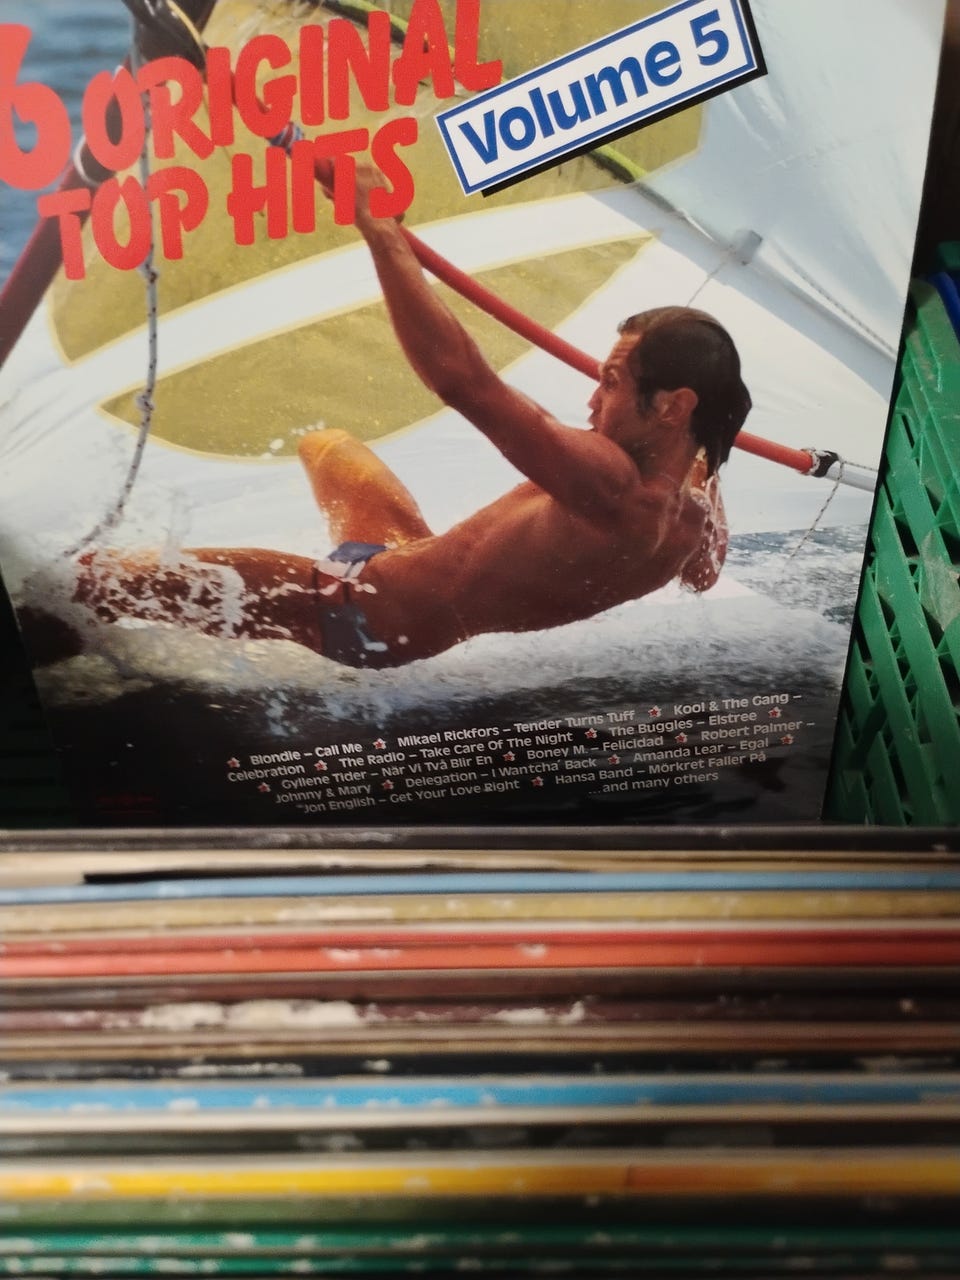 6 ORIGINAL
TOP HITS
Volume 5
★ Blondie – Call Me ★ Mikael Rickfors – Tender Turns Tuff ★ Kool & The Gang –
Celebration ★ The Radio – Take Care Of The Night ★ The Buggles – Elstree ★
★ Gyllene Tider – När Vi Två Blir En ★ Boney M. – Felicidad ★ Robert Palmer –
Johnny & Mary ★ Delegation – I Wantcha' Back ★ Amanda Lear – Egal ★
Jon English – Get Your Love Right ★ Hansa Band – Mörkret Faller På
...and many others